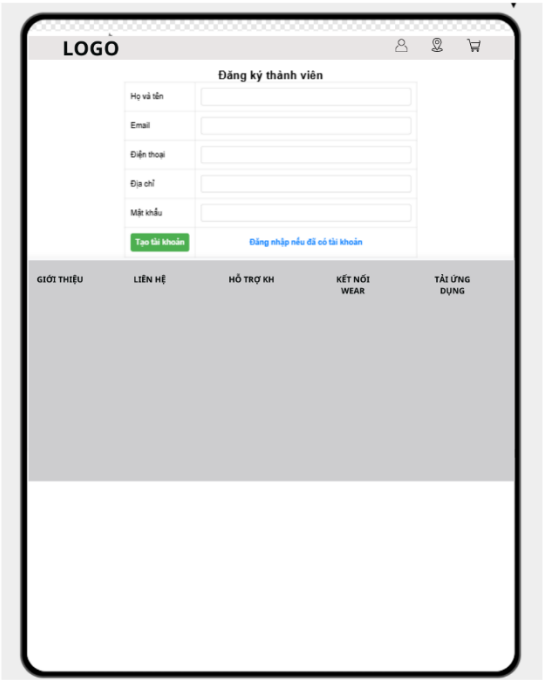 LOGO
Đăng ký thành viên
Họ và tên
Email
Điện thoại
Địa chỉ
Mật khẩu
Tạo tài khoản Đăng nhập nếu đã có tài khoản
GIỚI THIỆU LIÊN HỆ HỖ TRỢ KH KẾT NỐI TẢI ỨNG
WEAR DỤNG